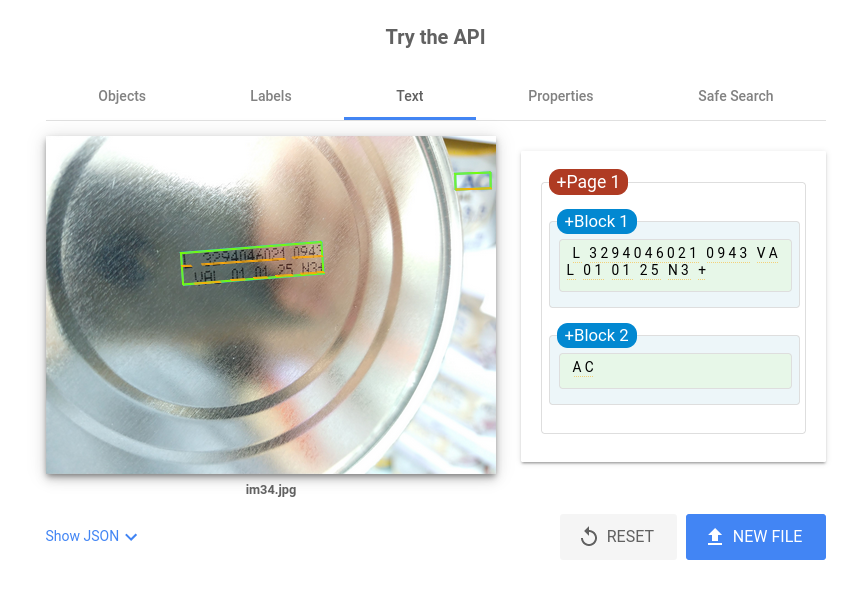 Try the API
Objects Labels Text Properties Safe Search
L 3294046021 0943
VAL 01 01 25 N3+
AC
+Page 1
+Block 1
L 3294046021 0943 VA
L 01 01 25 N3 +
+Block 2
AC
im34.jpg
Show JSON
RESET
NEW FILE